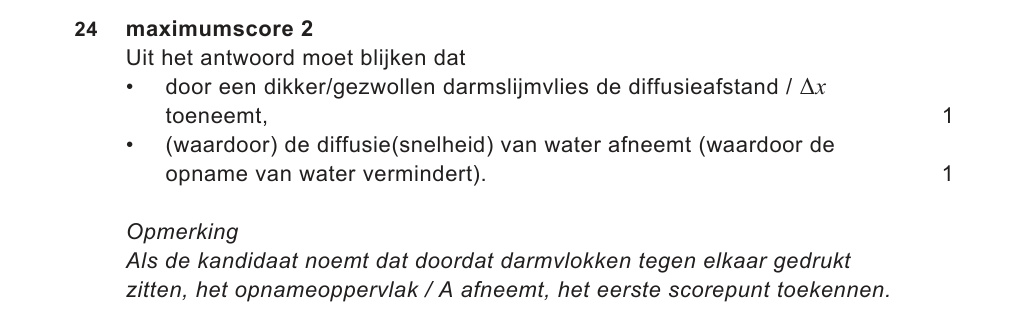 24 maximumscore 2
Uit het antwoord moet blijken dat
• door een dikker/gezwollen darmslijmvlies de diffusieafstand / Δx
toeneemt, 1
• (waardoor) de diffusie(snelheid) van water afneemt (waardoor de
opname van water vermindert). 1
Opmerking
Als de kandidaat noemt dat doordat darmvlokken tegen elkaar gedrukt
zitten, het opnameoppervlak / A afneemt, het eerste scorepunt toekennen.